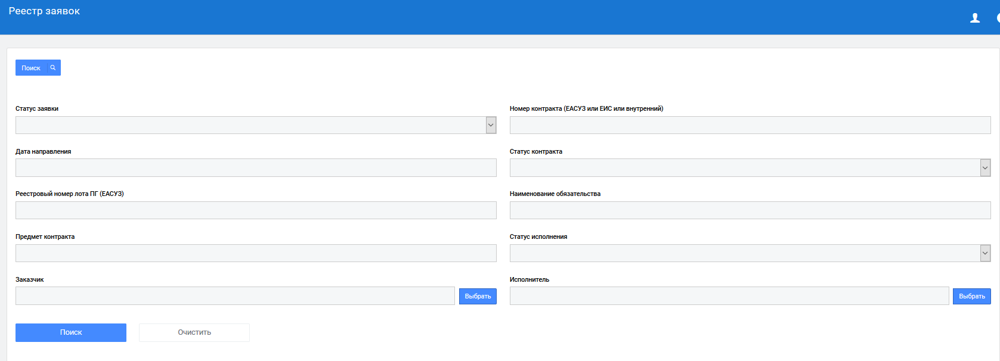 Реестр заявок
Поиск
Статус заявки
Номер контракта (ЕАСУЗ или ЕИС или внутренний)
Дата направления
Статус контракта
Реестровый номер лота ПГ (ЕАСУЗ)
Наименование обязательства
Предмет контракта
Статус исполнения
Заказчик
Исполнитель
Выбрать
Выбрать
Поиск
Очистить